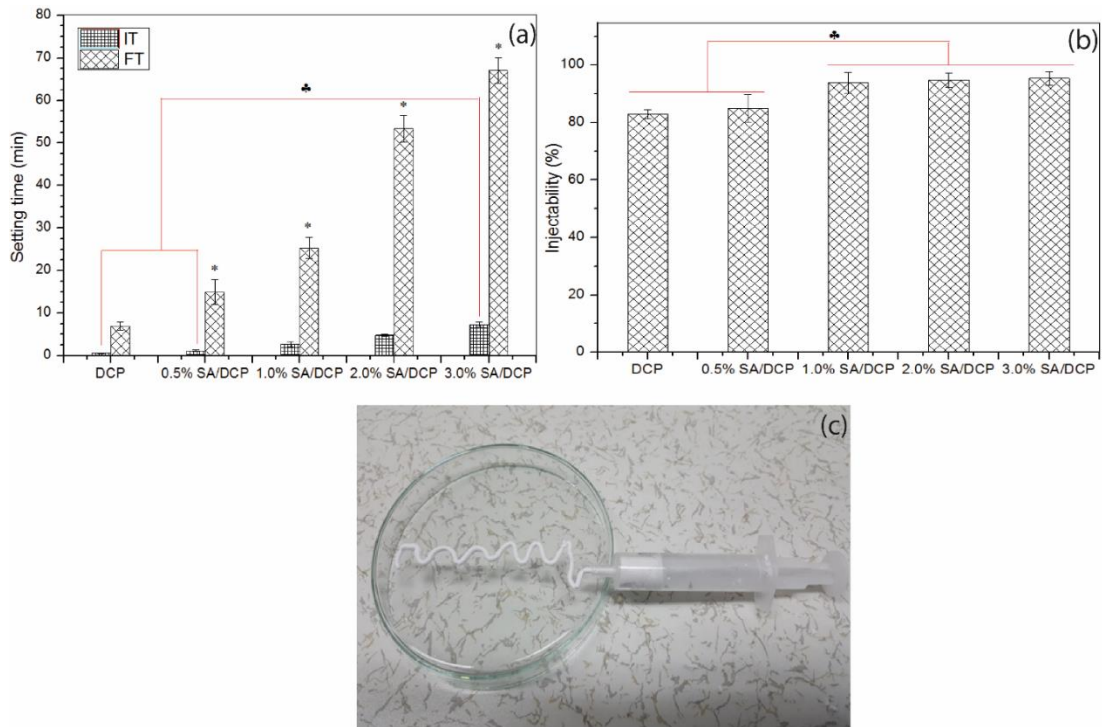 (a)
IT
FT
Setting time (min)
80
70
60
50
40
30
20
10
5
0
* * * *
♣
DCP 0.5% SA/DCP 1.0% SA/DCP 2.0% SA/DCP 3.0% SA/DCP
(b)
♣
Injectability (%)
100
80
60
40
20
0
DCP 0.5% SA/DCP 1.0% SA/DCP 2.0% SA/DCP 3.0% SA/DCP
(c)